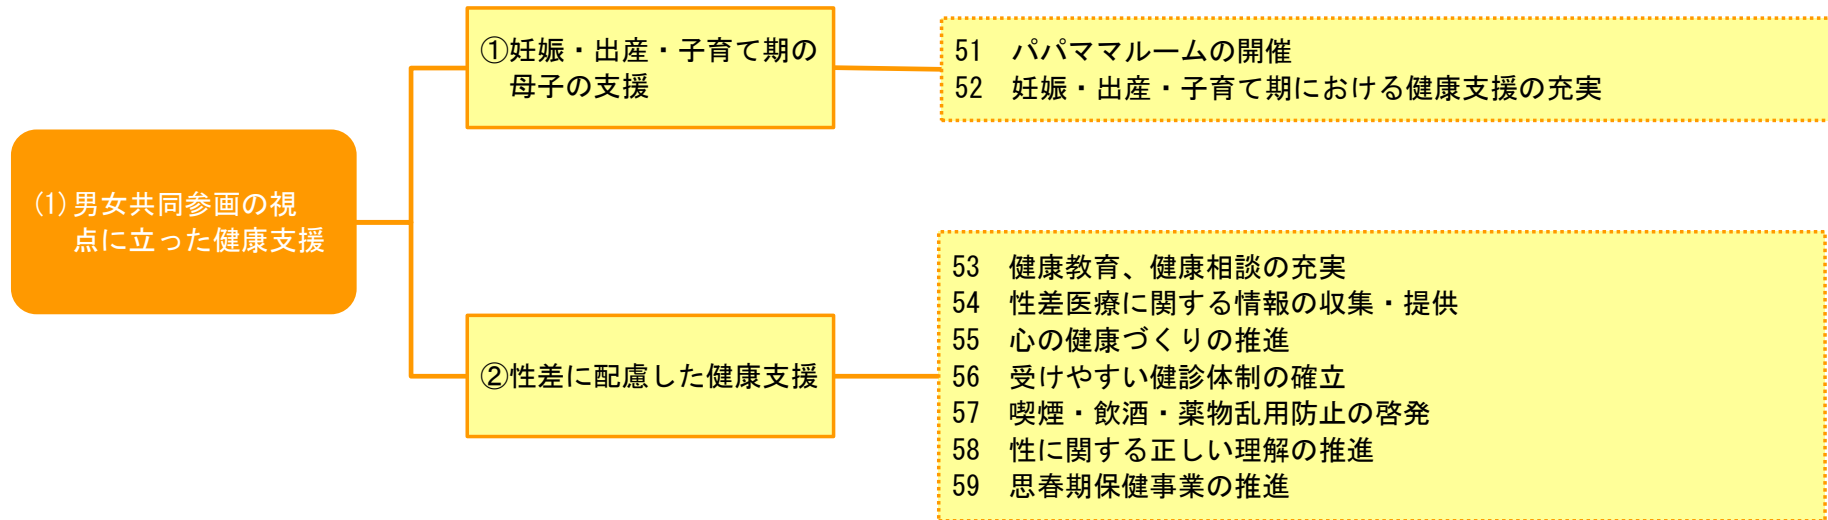 (1)男女共同参画の視
点に立った健康支援
①妊娠・出産・子育て期の
母子の支援
51 パパママルームの開催
52 妊娠・出産・子育て期における健康支援の充実
②性差に配慮した健康支援
53 健康教育、健康相談の充実
54 性差医療に関する情報の収集・提供
55 心の健康づくりの推進
56 受けやすい健診体制の確立
57 喫煙・飲酒・薬物乱用防止の啓発
58 性に関する正しい理解の推進
59 思春期保健事業の推進